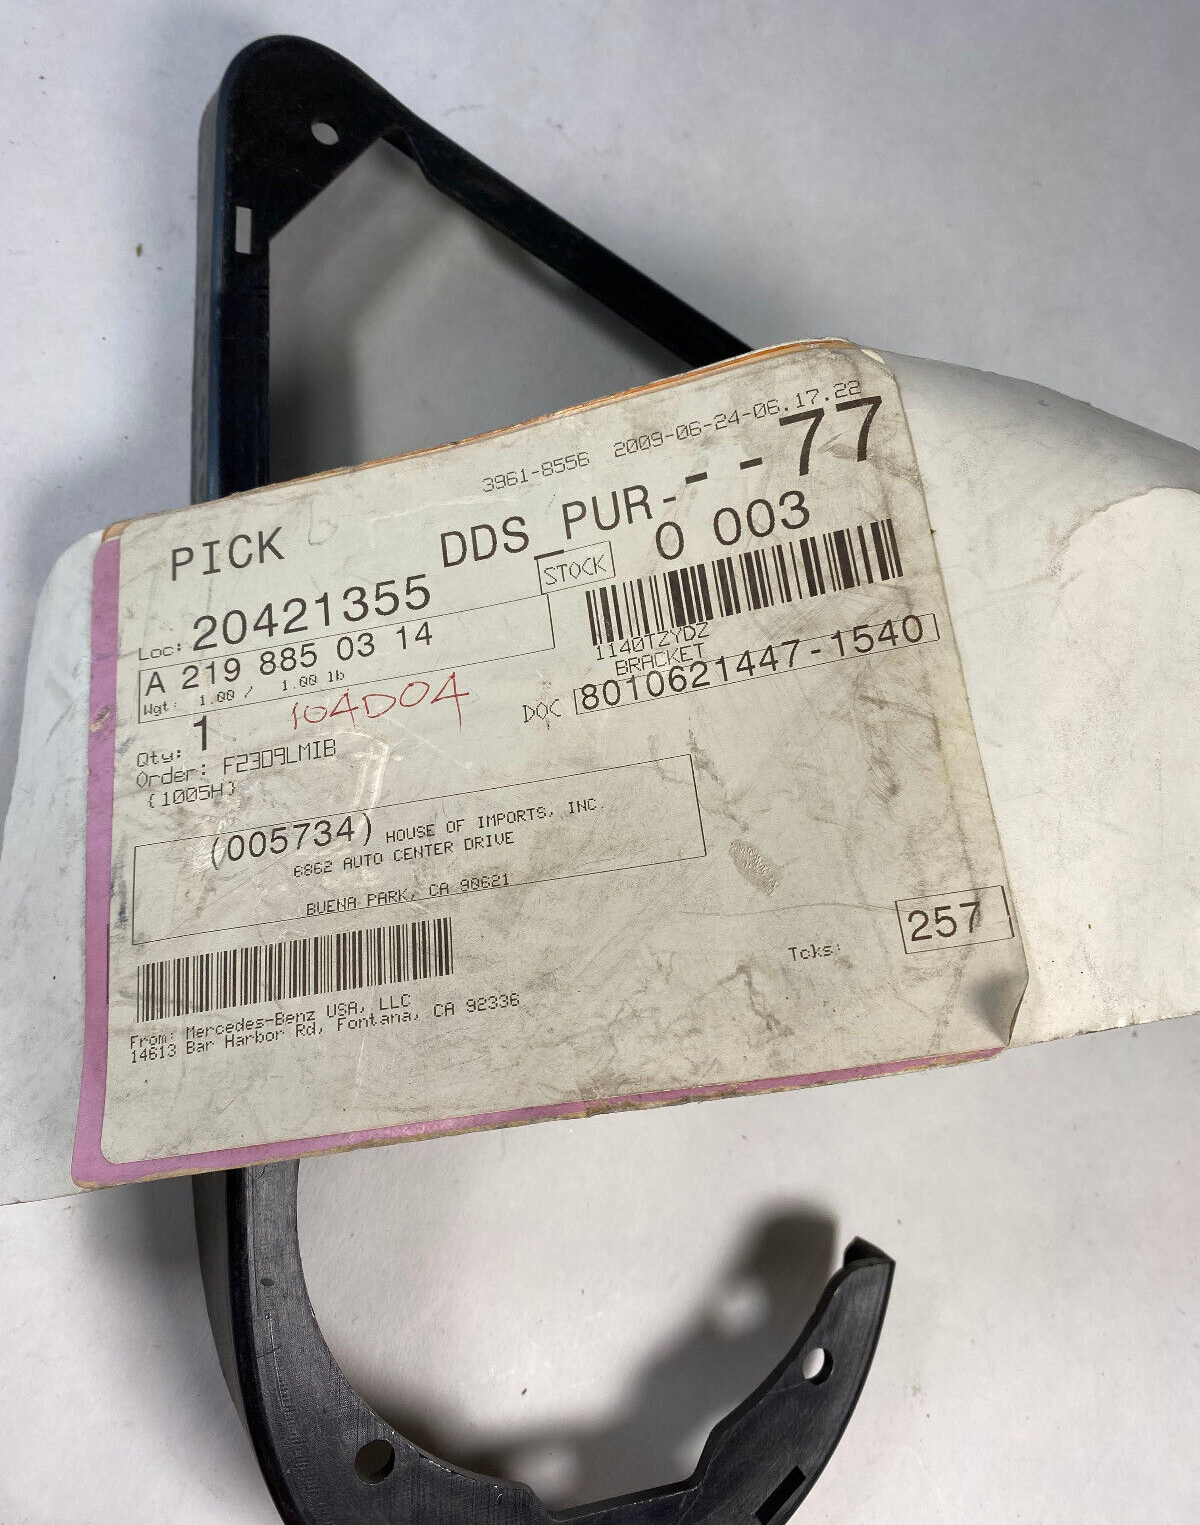 3961-8556 2009-06-24-06.17.22
PICK DDS_PUR- - -77
STOCK 0 003
Loc: 20421355
A 219 885 03 14
1140TZYDZ
BRACKET
Wgt: 1.00 / 1.00 lb
DOC 8010621447-1540
Qty: 1 104D04
Order: F2309LMIB
(1005H)
(005734) HOUSE OF IMPORTS, INC.
6862 AUTO CENTER DRIVE
BUENA PARK, CA 90621
Tcks: 257
From: Mercedes-Benz USA, LLC
14613 Bar Harbor Rd, Fontana, CA 92336